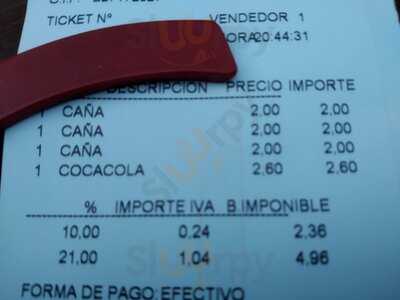 TICKET Nº VENDEDOR 1
20:44:31
DESCRIPCION PRECIO IMPORTE
1 CAÑA 2,00 2,00
1 CAÑA 2,00 2,00
1 CAÑA 2,00 2,00
1 COCACOLA 2,60 2,60
% IMPORTE IVA B IMPONIBLE
10,00 0,24 2,36
21,00 1,04 4,96
FORMA DE PAGO:EFECTIVO